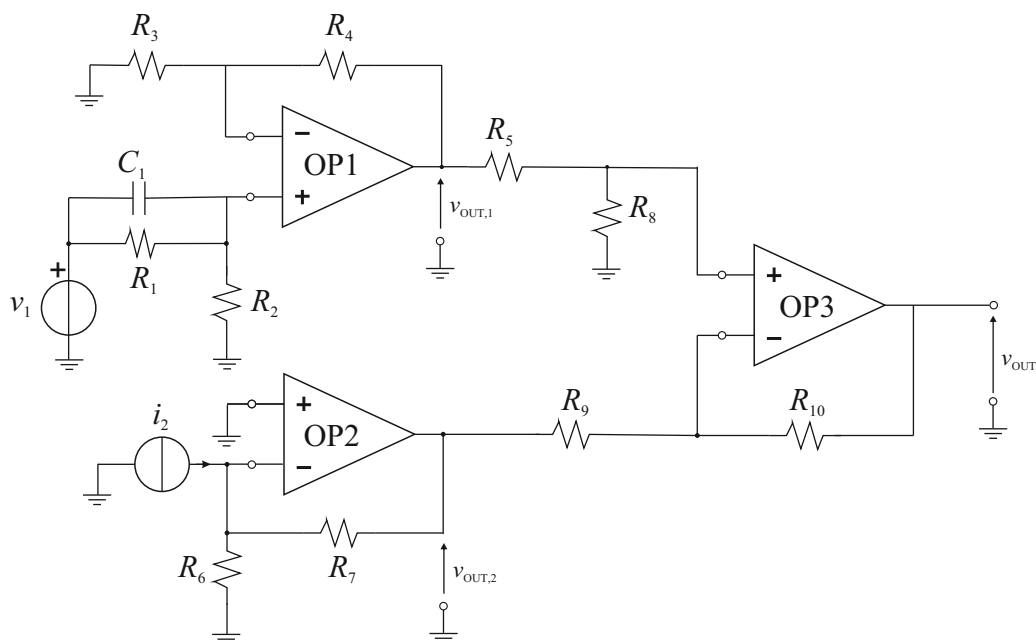 R3
R4
−
OP1
+
C1
R1
+
v1
R2
vOUT,1
R5
R8
+
OP3
−
vOUT
i2
+
OP2
−
R9
R10
R6
R7
vOUT,2